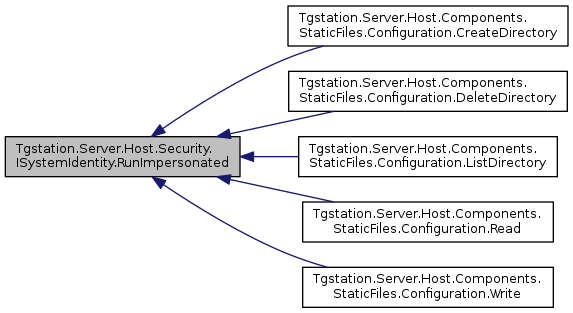 Tgstation.Server.Host.Components.
StaticFiles.Configuration.CreateDirectory
Tgstation.Server.Host.Components.
StaticFiles.Configuration.DeleteDirectory
Tgstation.Server.Host.Security.
ISystemIdentity.RunImpersonated
Tgstation.Server.Host.Components.
StaticFiles.Configuration.ListDirectory
Tgstation.Server.Host.Components.
StaticFiles.Configuration.Read
Tgstation.Server.Host.Components.
StaticFiles.Configuration.Write